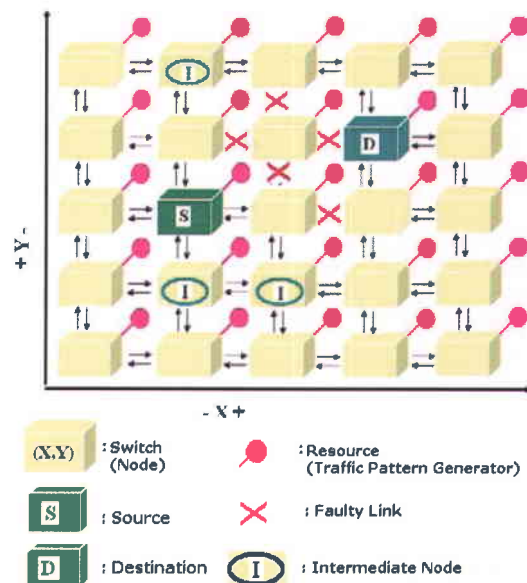 I
D
S
I
I
+ Y -
- X +
(X,Y) : Switch (Node)
: Resource (Traffic Pattern Generator)
S : Source
: Faulty Link
D : Destination
I : Intermediate Node